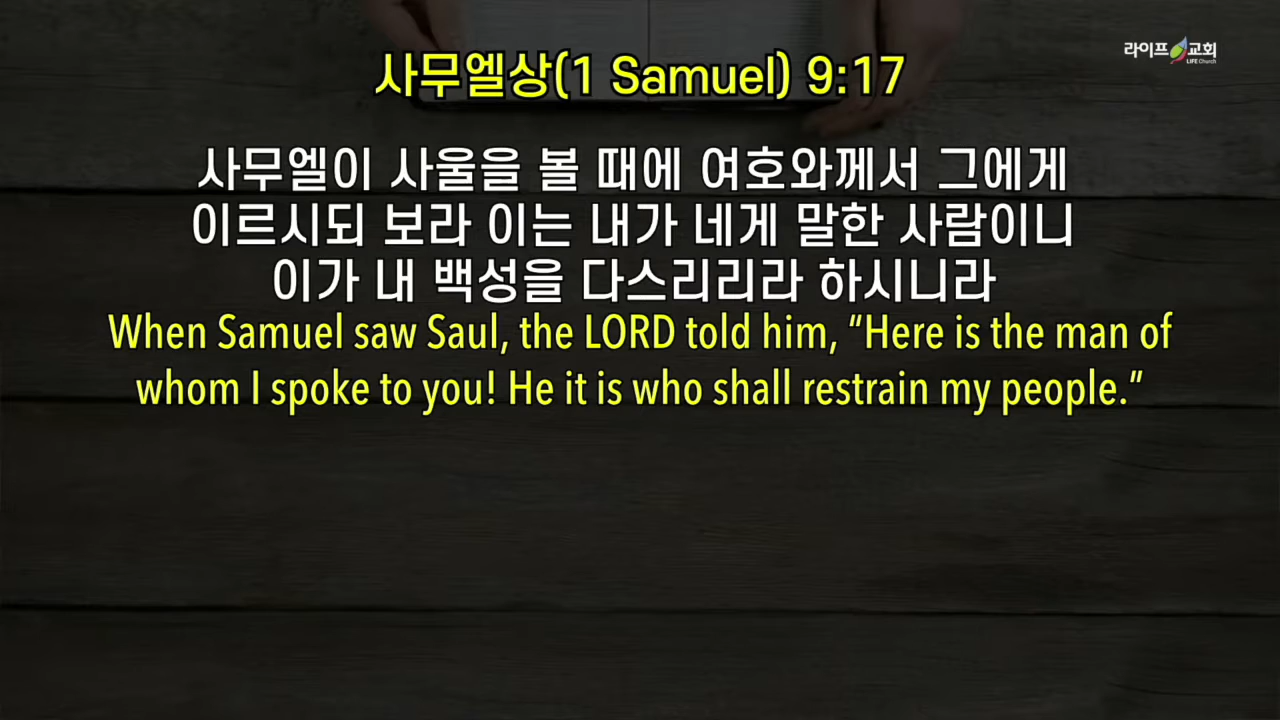 라이프 교회
LIFE Church
사무엘상(1 Samuel) 9:17
사무엘이 사울을 볼 때에 여호와께서 그에게
이르시되 보라 이는 내가 네게 말한 사람이니
이가 내 백성을 다스리리라 하시니라
When Samuel saw Saul, the LORD told him, “Here is the man of
whom I spoke to you! He it is who shall restrain my people.”